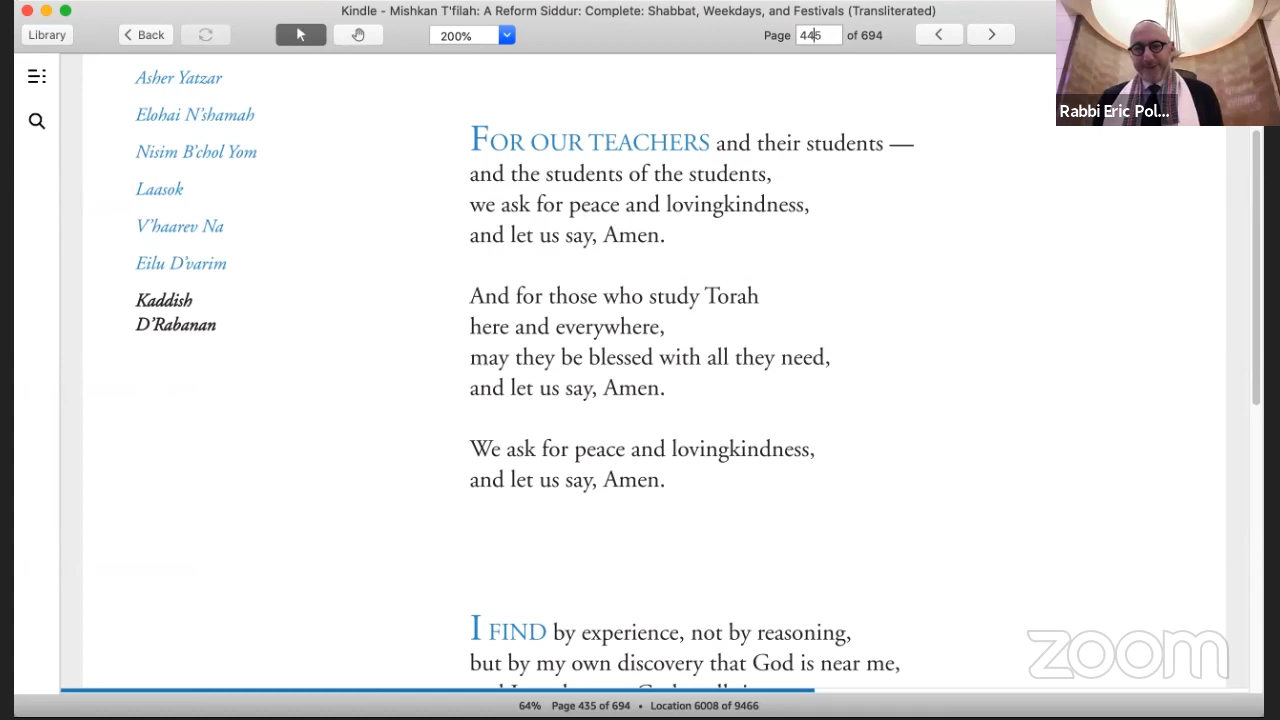 Kindle - Mishkan T'filah: A Reform Siddur: Complete: Shabbat, Weekdays, and Festivals (Transliterated)
Library
Back
200%
Page 445 of 694
Rabbi Eric Pol...
Asher Yatzar
Elohai N'shamah
Nisim B'chol Yom
Laasok
V'haarev Na
Eilu D'varim
Kaddish
D'Rabanan
FOR OUR TEACHERS and their students —
and the students of the students,
we ask for peace and lovingkindness,
and let us say, Amen.
And for those who study Torah
here and everywhere,
may they be blessed with all they need,
and let us say, Amen.
We ask for peace and lovingkindness,
and let us say, Amen.
I FIND by experience, not by reasoning,
but by my own discovery that God is near me,
zoom
64% Page 435 of 694 • Location 6008 of 9466